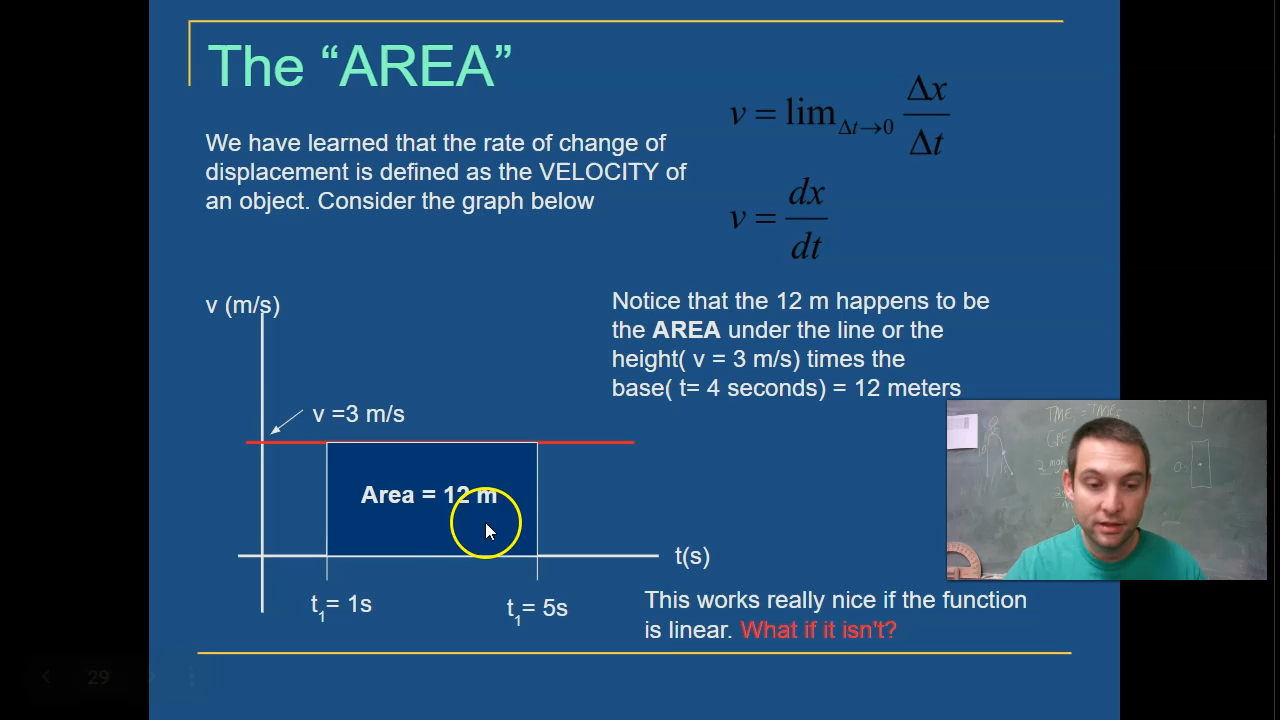 The “AREA”
We have learned that the rate of change of
displacement is defined as the VELOCITY of
an object. Consider the graph below
v = lim Δt→0 Δx/Δt
v = dx/dt
v (m/s)
v =3 m/s
Area = 12 m
t(s)
t1= 1s
t1= 5s
Notice that the 12 m happens to be
the AREA under the line or the
height( v = 3 m/s) times the
base( t= 4 seconds) = 12 meters
This works really nice if the function
is linear. What if it isn't?
TME = TME
GPE
29